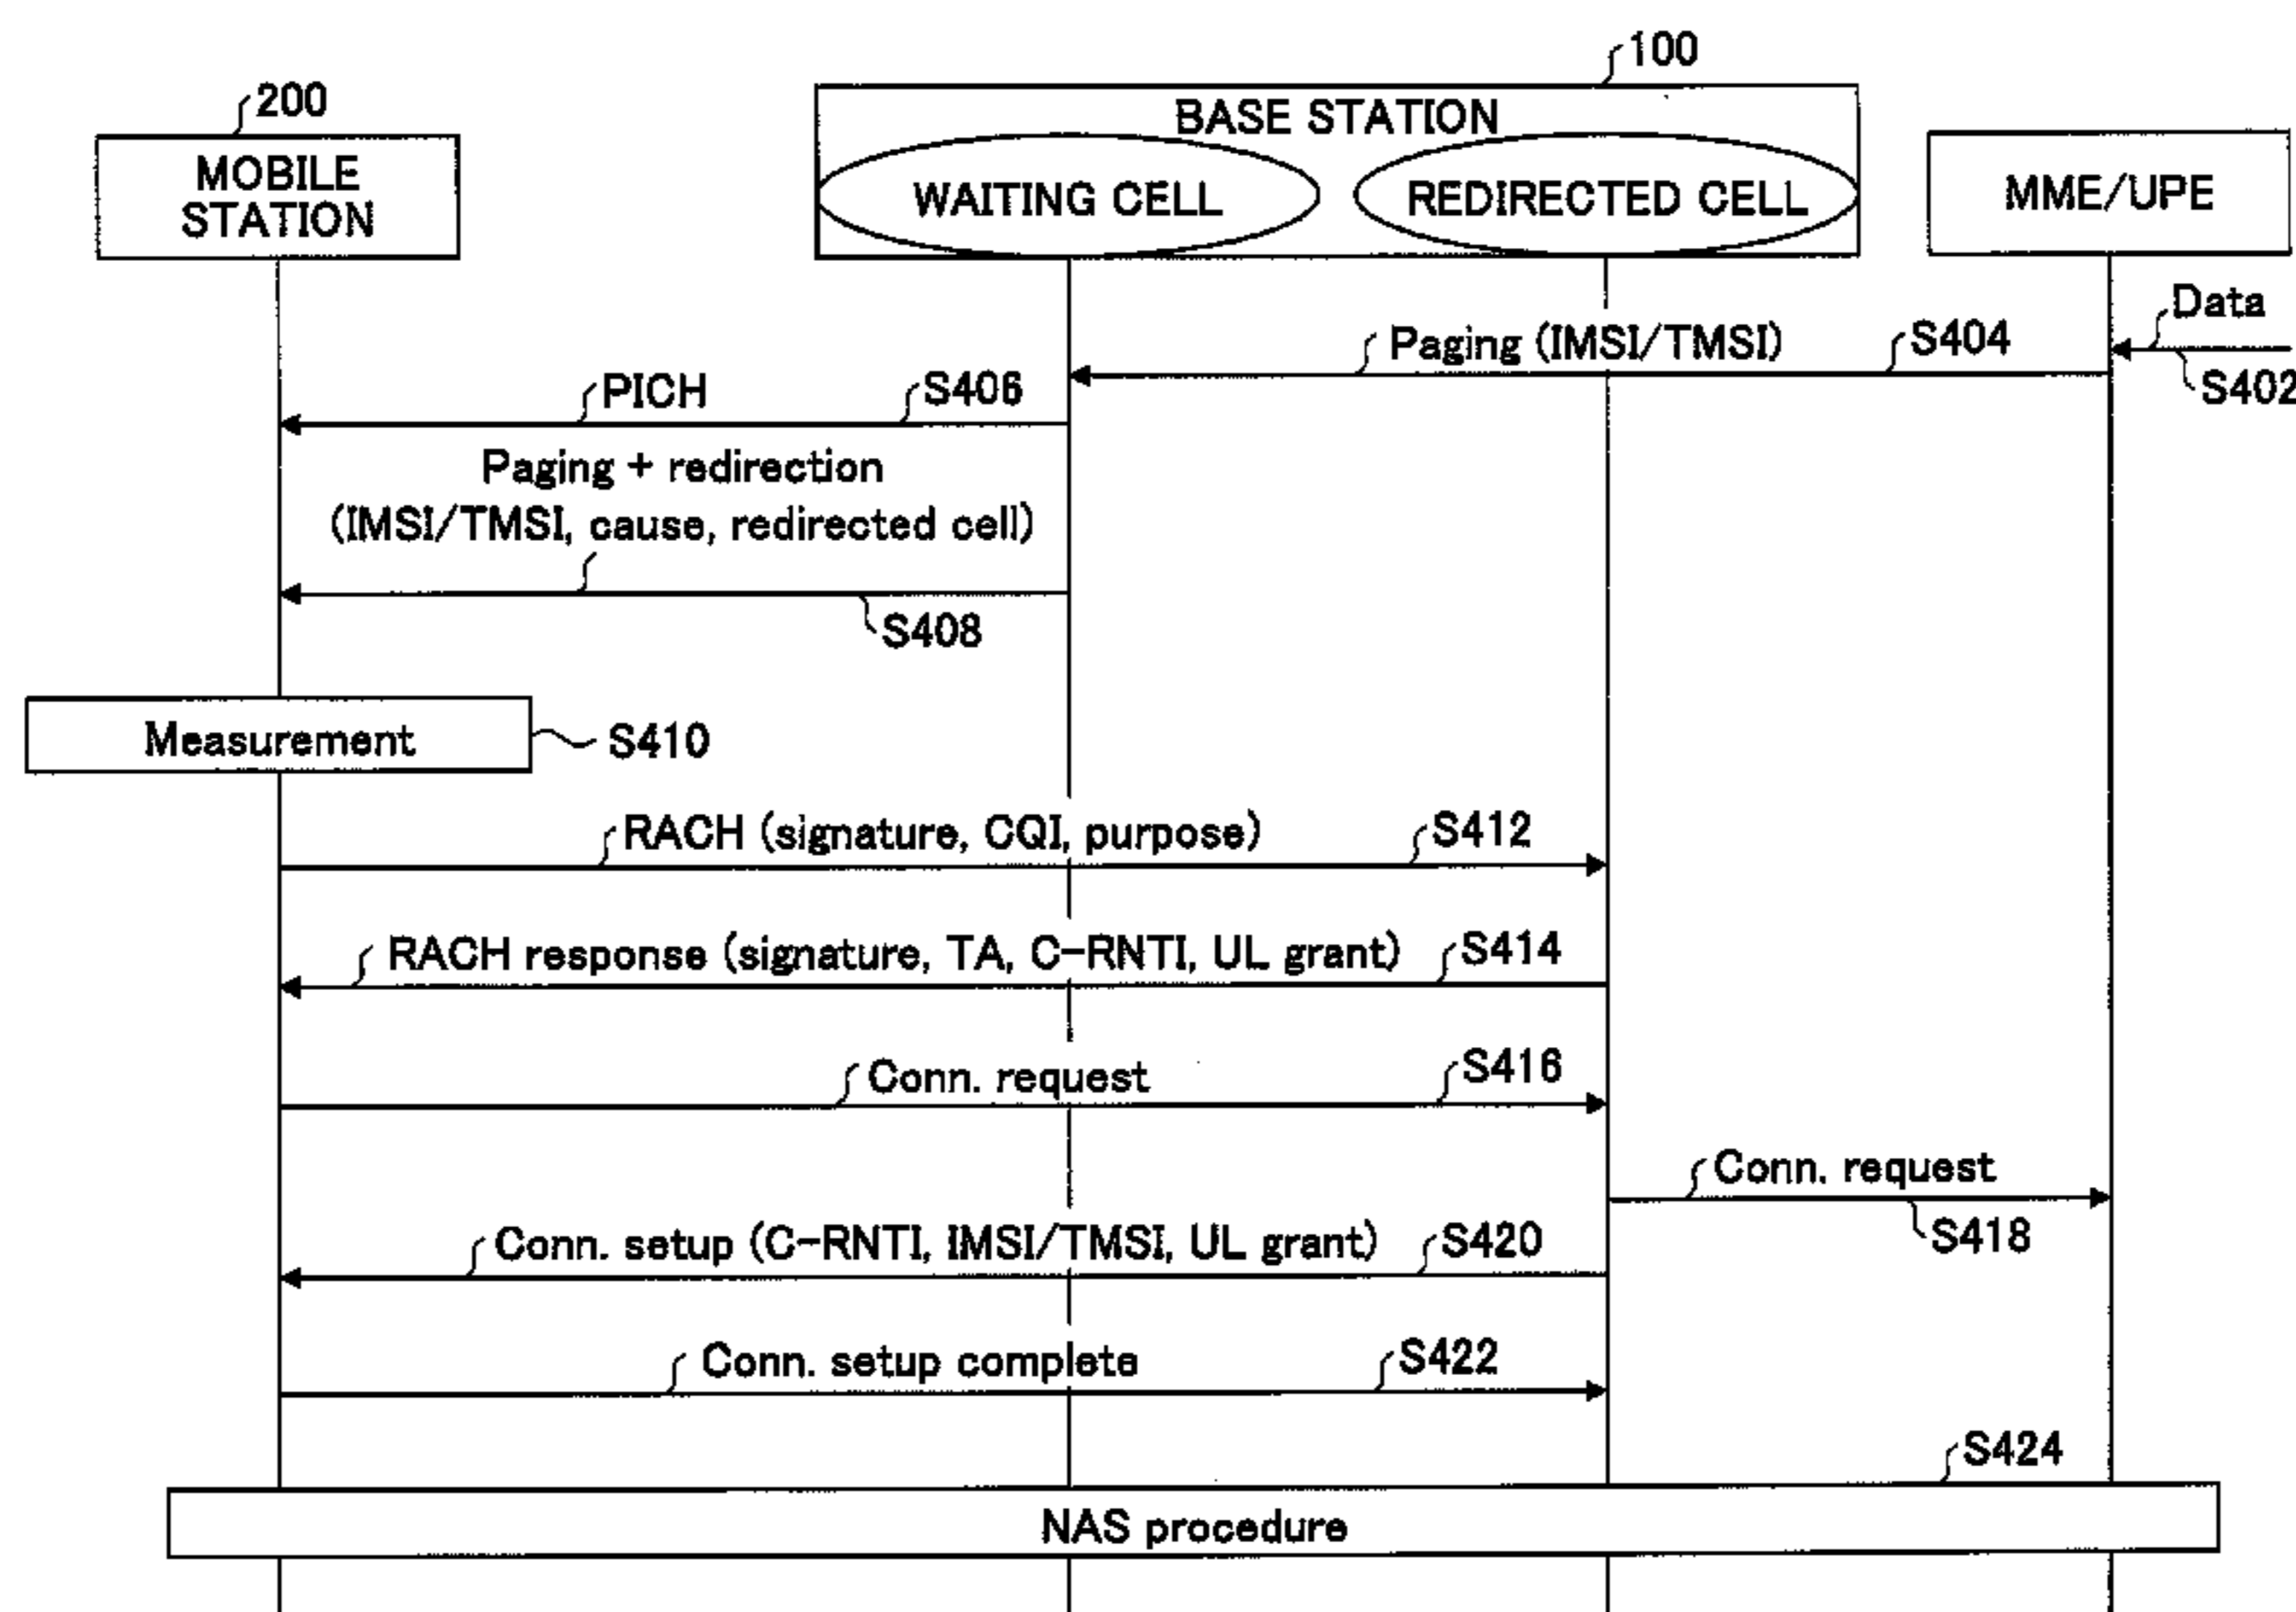 100
200
BASE STATION
MOBILE
STATION
WAITING CELL
REDIRECTED CELL
MME/UPE
Data
Paging (IMSI/TMSI)
S404
S402
PICH
S406
Paging + redirection
(IMSI/TMSI, cause, redirected cell)
S408
Measurement
S410
RACH (signature, CQI, purpose)
S412
RACH response (signature, TA, C-RNTI, UL grant)
S414
Conn. request
S416
Conn. request
S418
Conn. setup (C-RNTI, IMSI/TMSI, UL grant)
S420
Conn. setup complete
S422
S424
NAS procedure